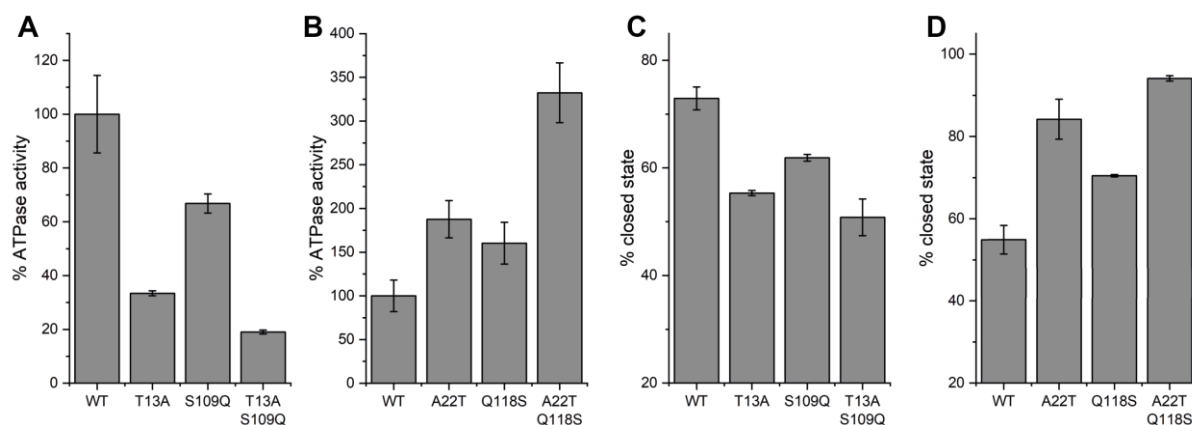 A
% ATPase activity
120
100
80
60
40
20
0
WT
T13A
S109Q
T13A
S109Q
B
% ATPase activity
400
350
300
250
200
150
100
50
0
WT
A22T
Q118S
A22T
Q118S
C
% closed state
80
60
40
20
WT
T13A
S109Q
T13A
S109Q
D
% closed state
100
80
60
40
20
WT
A22T
Q118S
A22T
Q118S